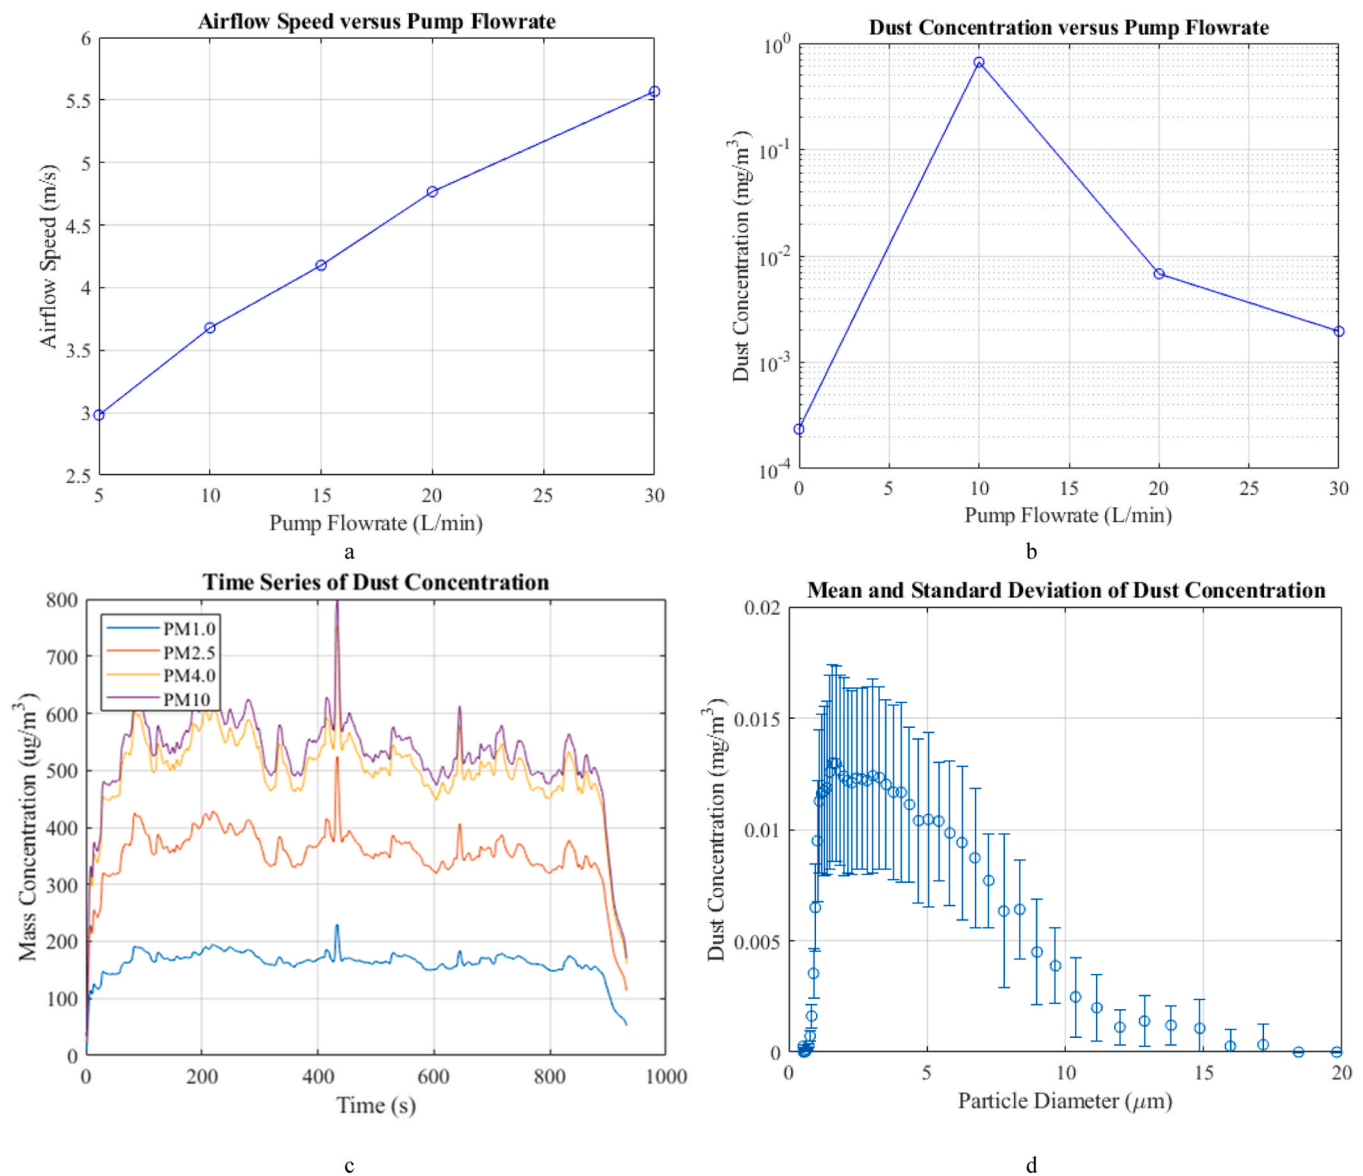 Airflow Speed versus Pump Flowrate
6
5.5
5
4.5
4
3.5
3
2.5
Airflow Speed (m/s)
5 10 15 20 25 30
Pump Flowrate (L/min)
a
Dust Concentration versus Pump Flowrate
10^0
10^-1
10^-2
10^-3
10^-4
Dust Concentration (mg/m^3)
0 5 10 15 20 25 30
Pump Flowrate (L/min)
b
Time Series of Dust Concentration
800
700
600
500
400
300
200
100
0
Mass Concentration (ug/m^3)
PM1.0
PM2.5
PM4.0
PM10
0 200 400 600 800 1000
Time (s)
c
Mean and Standard Deviation of Dust Concentration
0.02
0.015
0.01
0.005
0
Dust Concentration (mg/m^3)
0 5 10 15 20
Particle Diameter (μm)
d